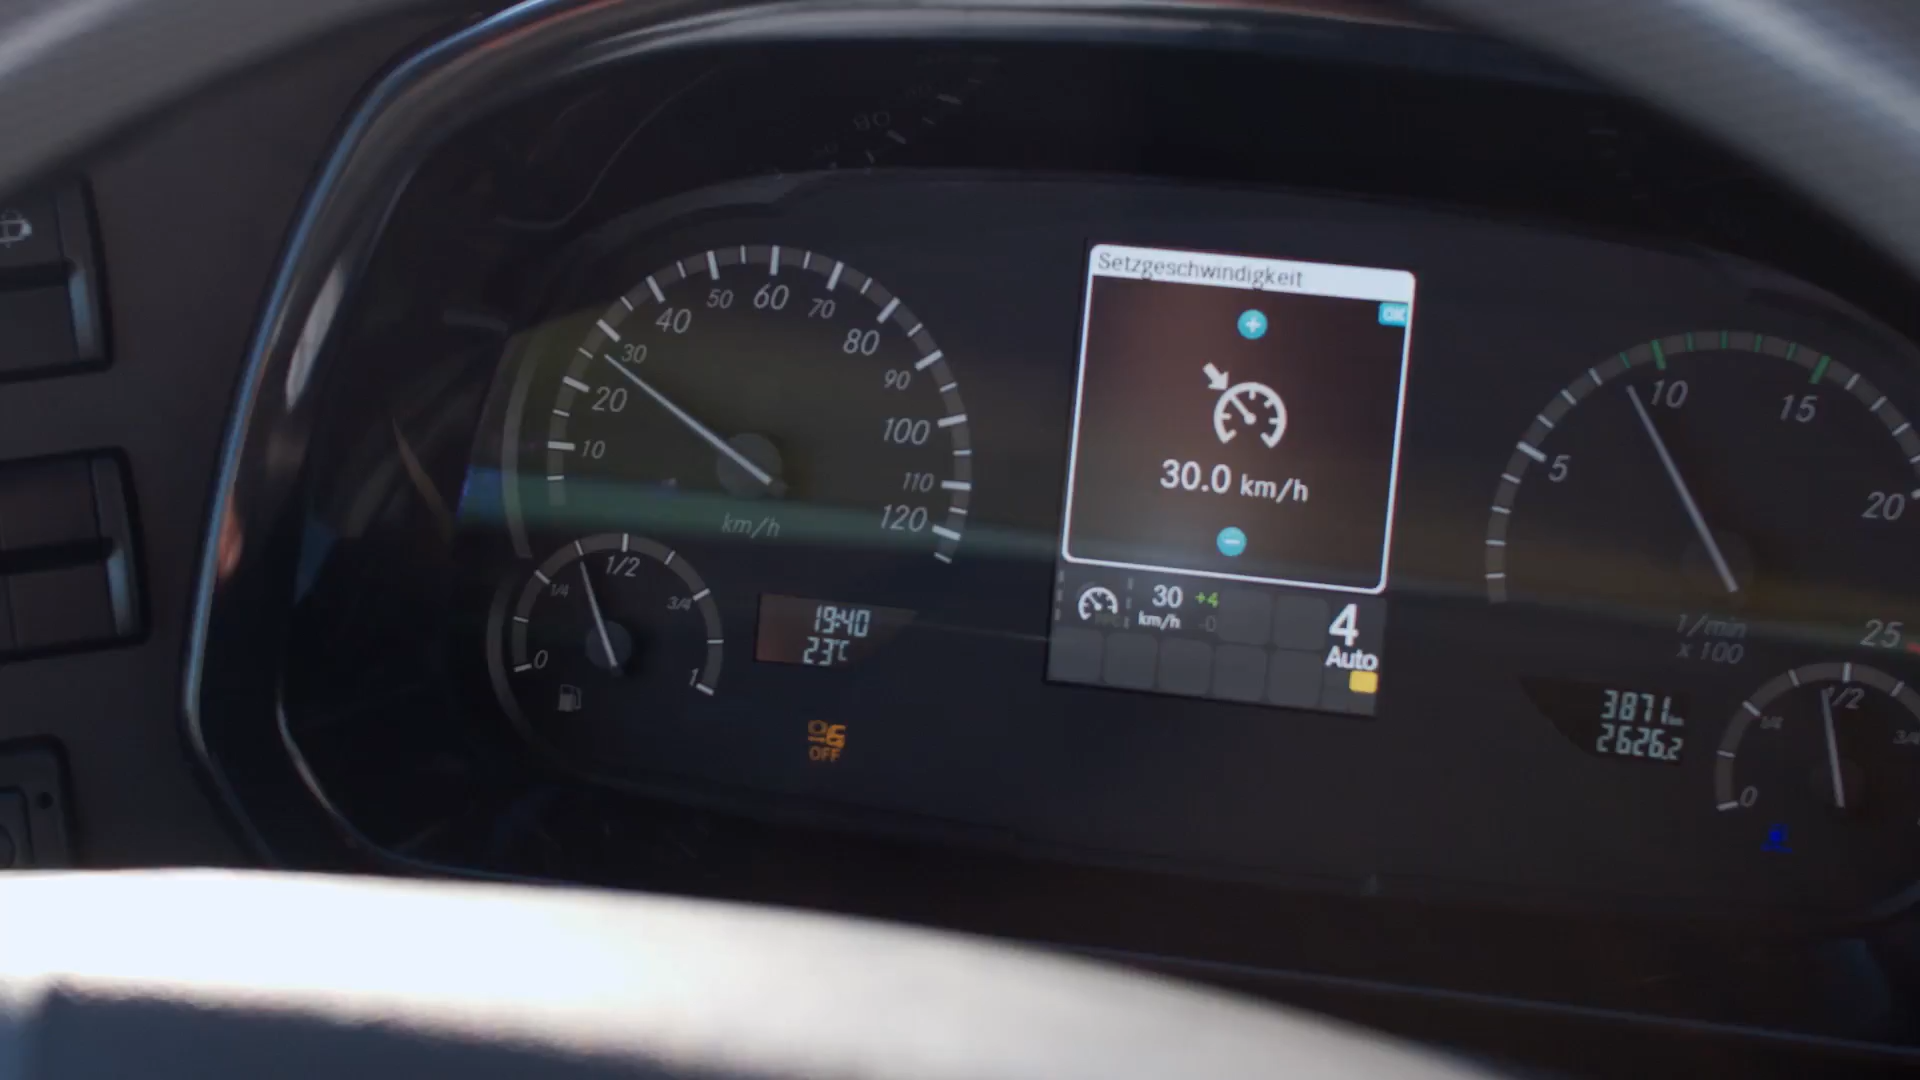 10
20
30
40
50
60
70
80
90
100
110
120
km/h
0
1/4
1/2
3/4
1
19:40
23°C
OFF
Setzgeschwindigkeit
OK
+
30.0 km/h
−
30 +4
km/h -0
4
Auto
5
10
15
20
25
1/min
x 100
3871 km
2626.2
0
1/4
1/2
3/4